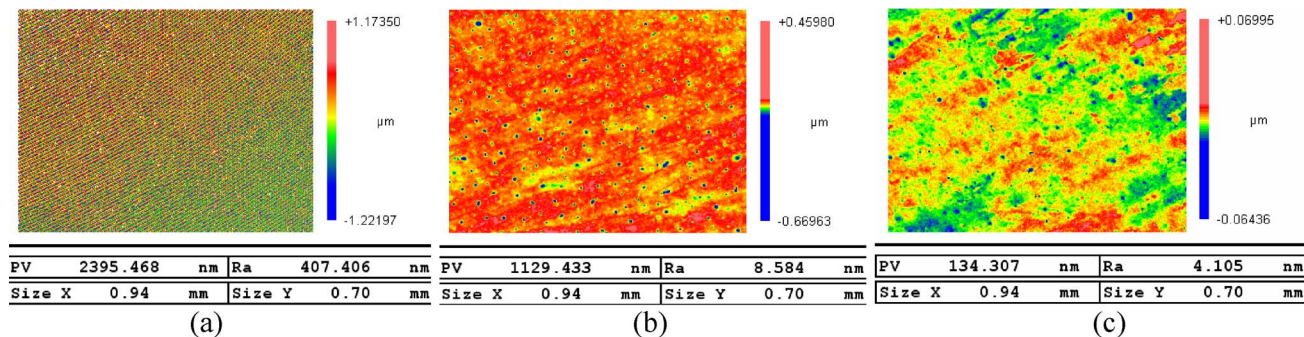 +1.17350
µm
-1.22197
PV 2395.468 nm Ra 407.406 nm
Size X 0.94 mm Size Y 0.70 mm
(a)
+0.45980
µm
-0.66963
PV 1129.433 nm Ra 8.584 nm
Size X 0.94 mm Size Y 0.70 mm
(b)
+0.06995
µm
-0.06436
PV 134.307 nm Ra 4.105 nm
Size X 0.94 mm Size Y 0.70 mm
(c)